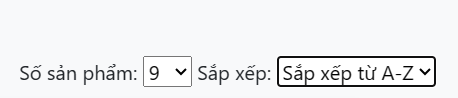 Số sản phẩm: 9 Sắp xếp: Sắp xếp từ A-Z